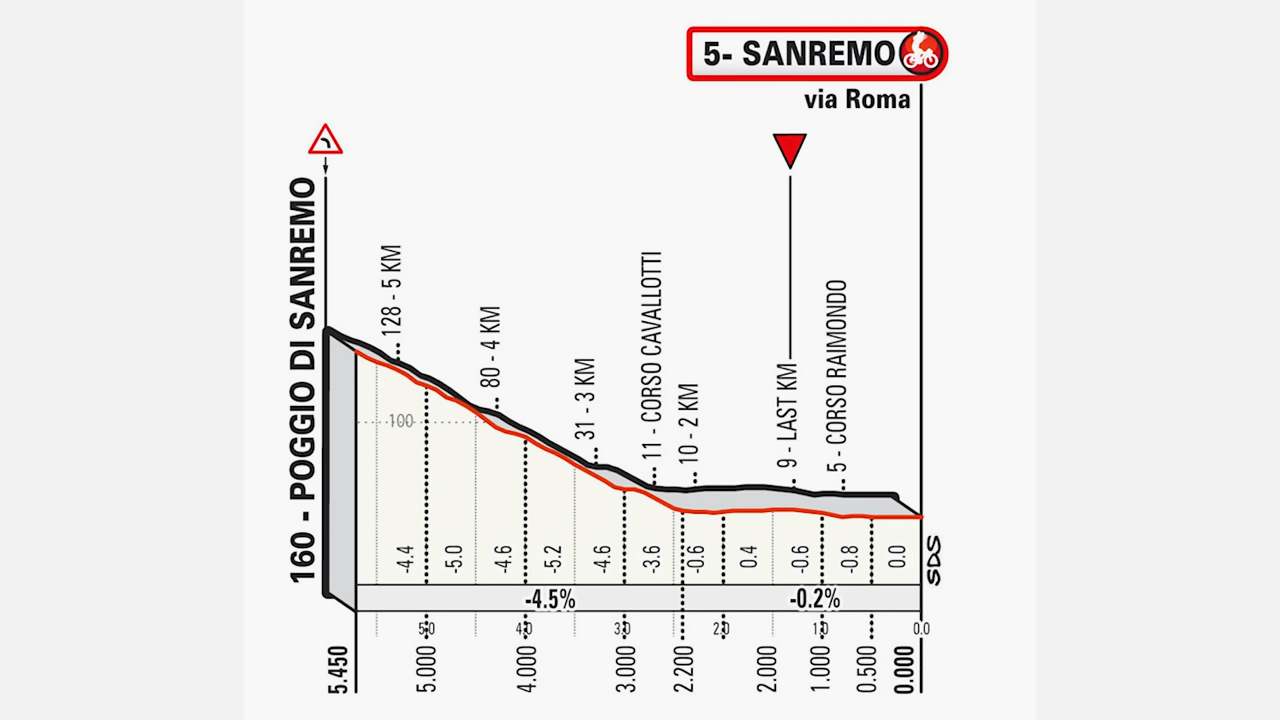 5- SANREMO
via Roma
160 - POGGIO DI SANREMO
128 - 5 KM
80 - 4 KM
31 - 3 KM
11 - CORSO CAVALLOTTI
10 - 2 KM
9 - LAST KM
5 - CORSO RAIMONDO
100
-4.4 -5.0 -4.6 -5.2 -4.6 -3.6 -0.6 0.4 -0.6 -0.8 0.0
SDS
-4.5% -0.2%
5.0 4.0 3.0 2.0 1.0 0.0
5.450 5.000 4.000 3.000 2.200 2.000 1.000 0.500 0.000